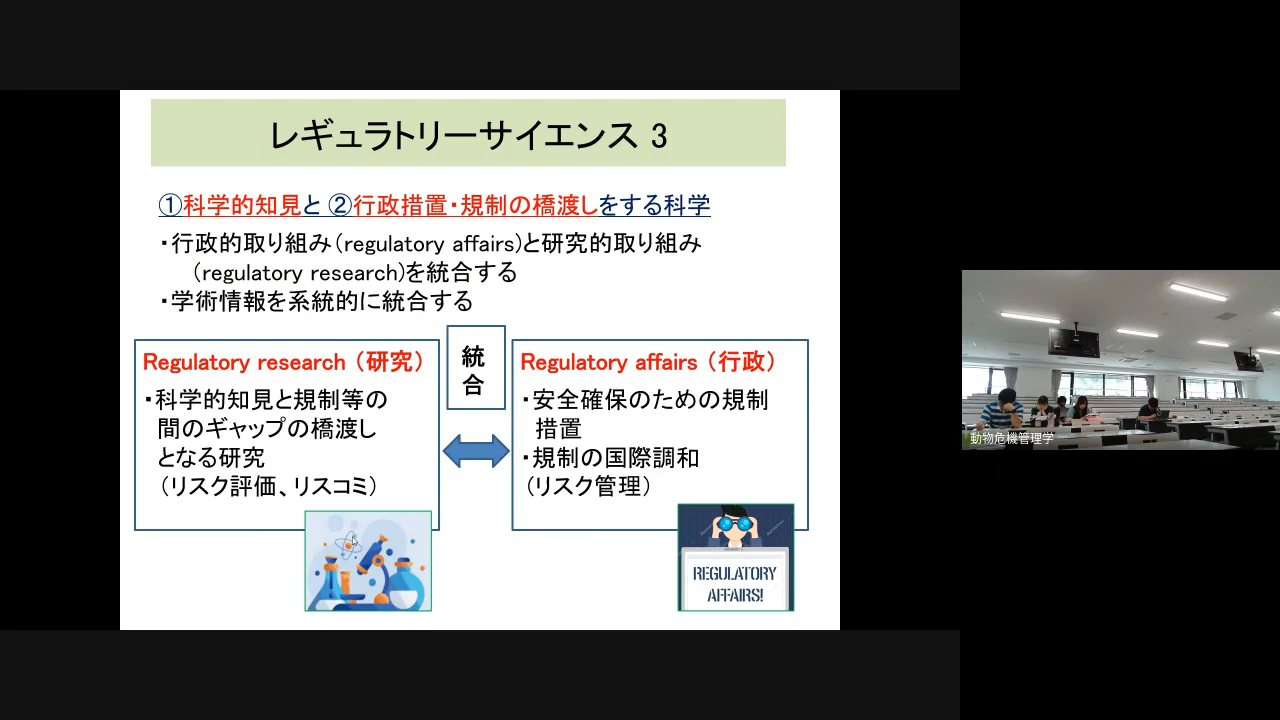 レギュラトリーサイエンス 3
①科学的知見と ②行政措置・規制の橋渡しをする科学
・行政的取り組み（regulatory affairs)と研究的取り組み
（regulatory research)を統合する
・学術情報を系統的に統合する
Regulatory research（研究）
・科学的知見と規制等の
間のギャップの橋渡し
となる研究
（リスク評価、リスコミ）
統
合
Regulatory affairs（行政）
・安全確保のための規制
措置
・規制の国際調和
（リスク管理）
REGULATORY
AFFAIRS!
動物危機管理学